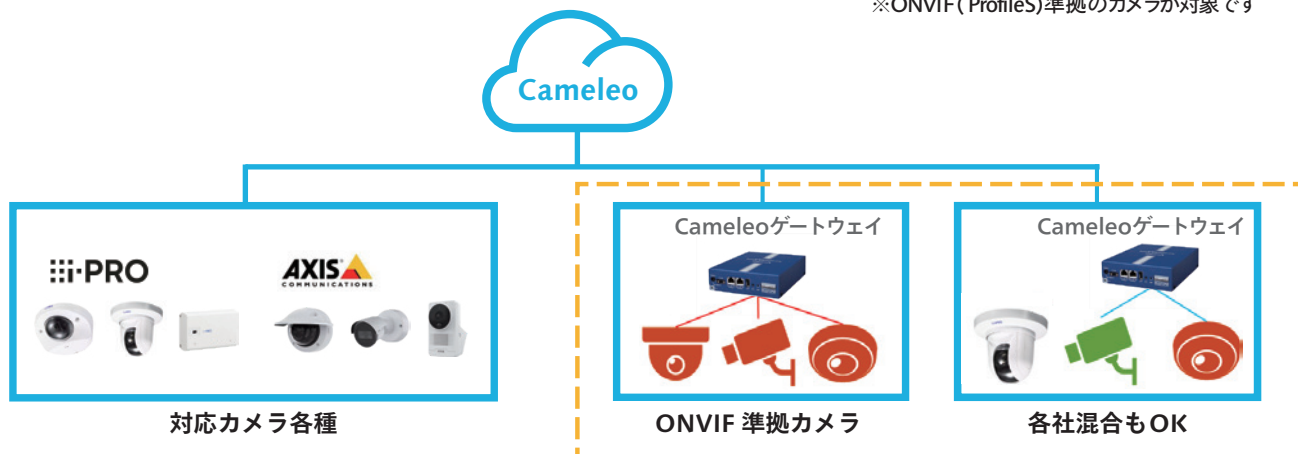 ※ONVIF(ProfileS)準拠のカメラが対象です
Cameleo
i-PRO
AXIS
COMMUNICATIONS
Cameleoゲートウェイ
Cameleoゲートウェイ
対応カメラ各種
ONVIF 準拠カメラ
各社混合もOK